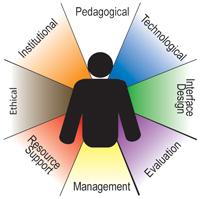 Pedagogical
Technological
Interface
Design
Evaluation
Management
Resource
Support
Ethical
Institutional